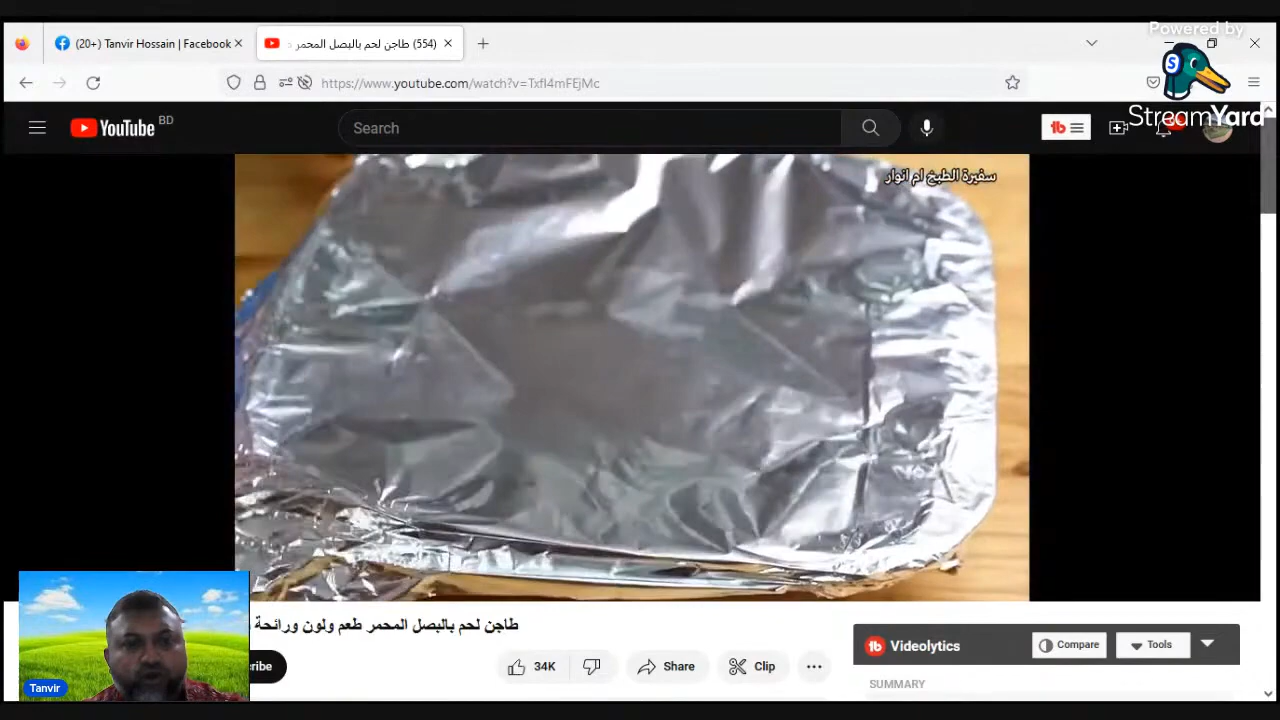 Powered by
StreamYard
(20+) Tanvir Hossain | Facebook
(554) طاجن لحم بالبصل المحمر
https://www.youtube.com/watch?v=TxfI4mFEjMc
YouTube BD
Search
سفيرة الطبخ ام انوار
طاجن لحم بالبصل المحمر طعم ولون ورائحة
34K
Share
Clip
Videolytics
Compare
Tools
SUMMARY
Tanvir